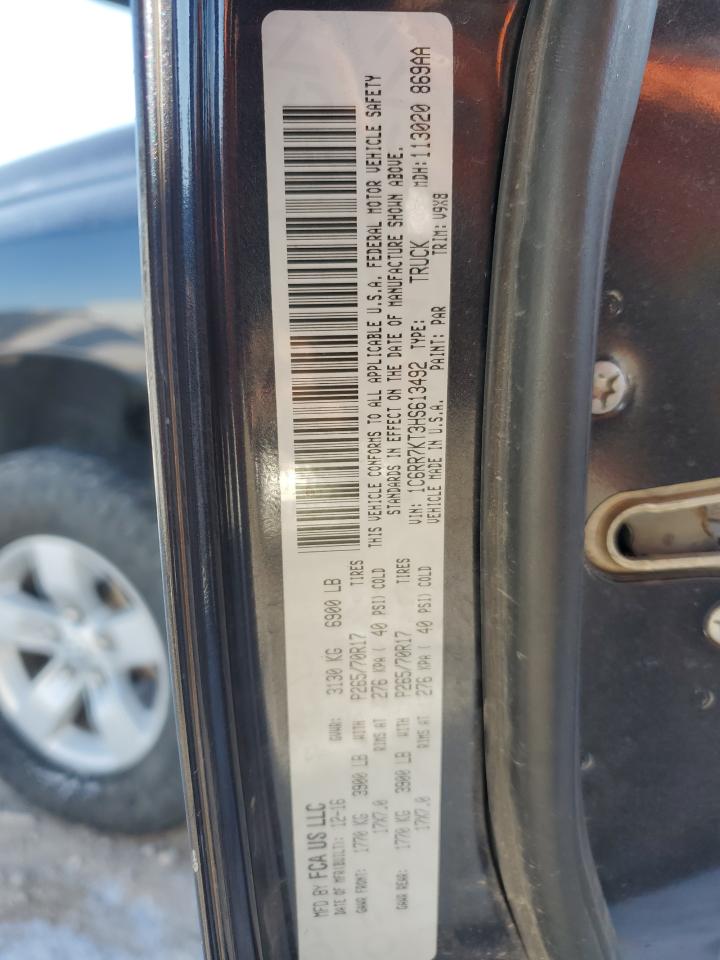 MFD BY FCA US LLC
DATE OF MFR(BUILT): 12-16 GVWR: 3130 KG 6900 LB
GAWR FRONT: 1770 KG 3900 LB WITH P265/70R17 TIRES
17X7.0 RIMS AT 276 KPA ( 40 PSI) COLD
GAWR REAR: 1770 KG 3900 LB WITH P265/70R17 TIRES
17X7.0 RIMS AT 276 KPA ( 40 PSI) COLD
THIS VEHICLE CONFORMS TO ALL APPLICABLE U.S.A. FEDERAL MOTOR VEHICLE SAFETY
STANDARDS IN EFFECT ON THE DATE OF MANUFACTURE SHOWN ABOVE.
VIN: 1C6RR7KT3HS613492 TYPE: TRUCK MDH: 113020 869AA
VEHICLE MADE IN U.S.A. PAINT: PAR TRIM: V9X8